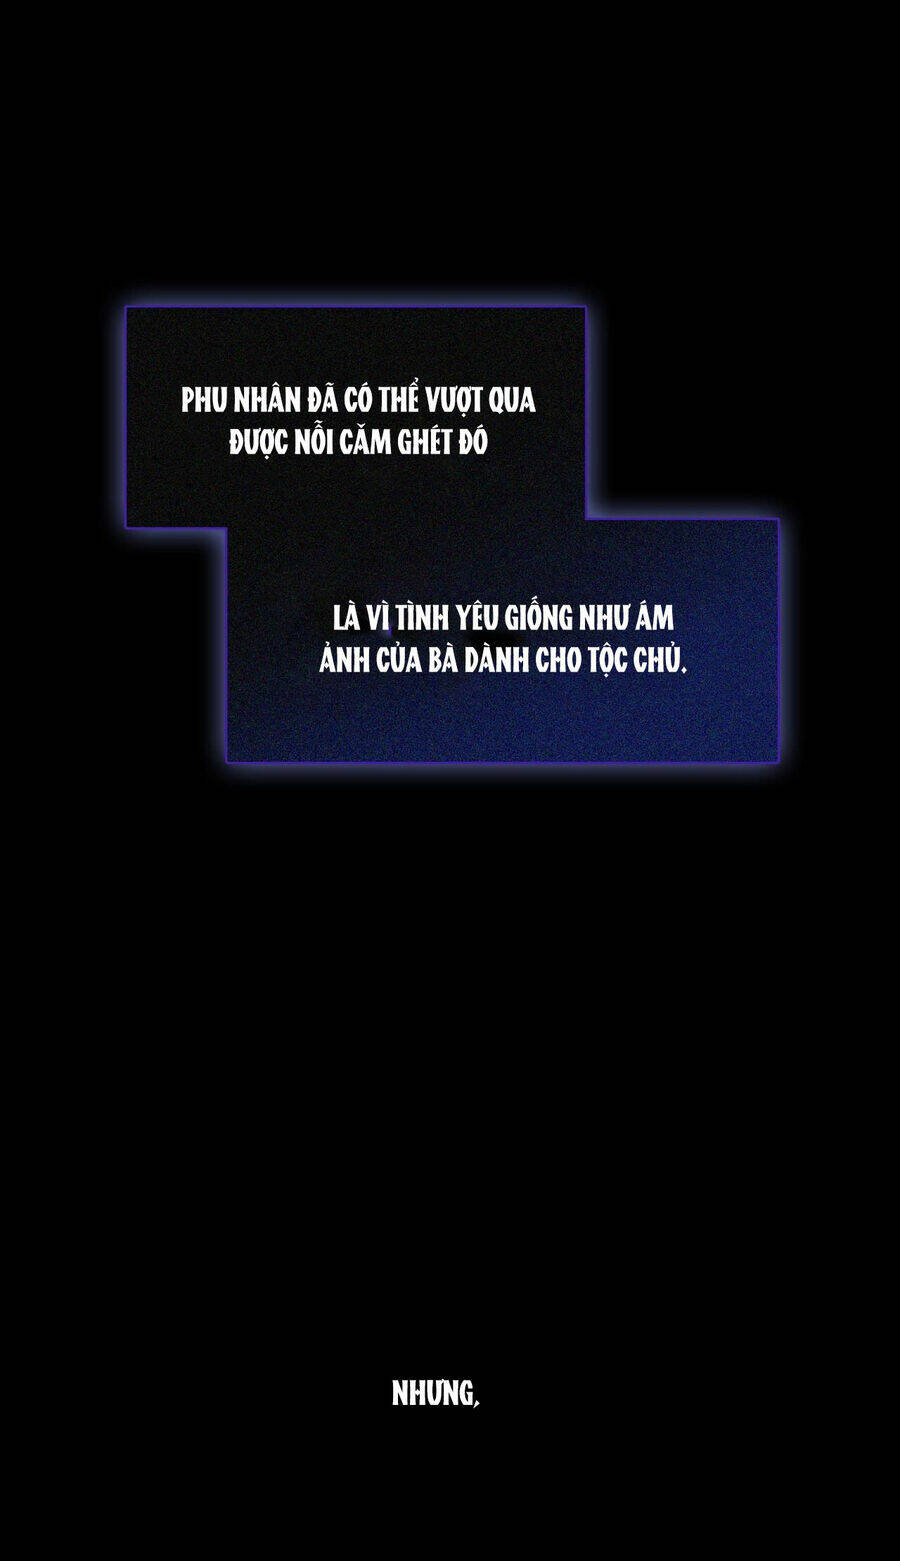 PHU NHÂN ĐÃ CÓ THỂ VƯỢT QUA
ĐƯỢC NỖI CĂM GHÉT ĐÓ
LÀ VÌ TÌNH YÊU GIỐNG NHƯ ÁM
ẢNH CỦA BÀ DÀNH CHO TỘC CHỦ.
NHƯNG,